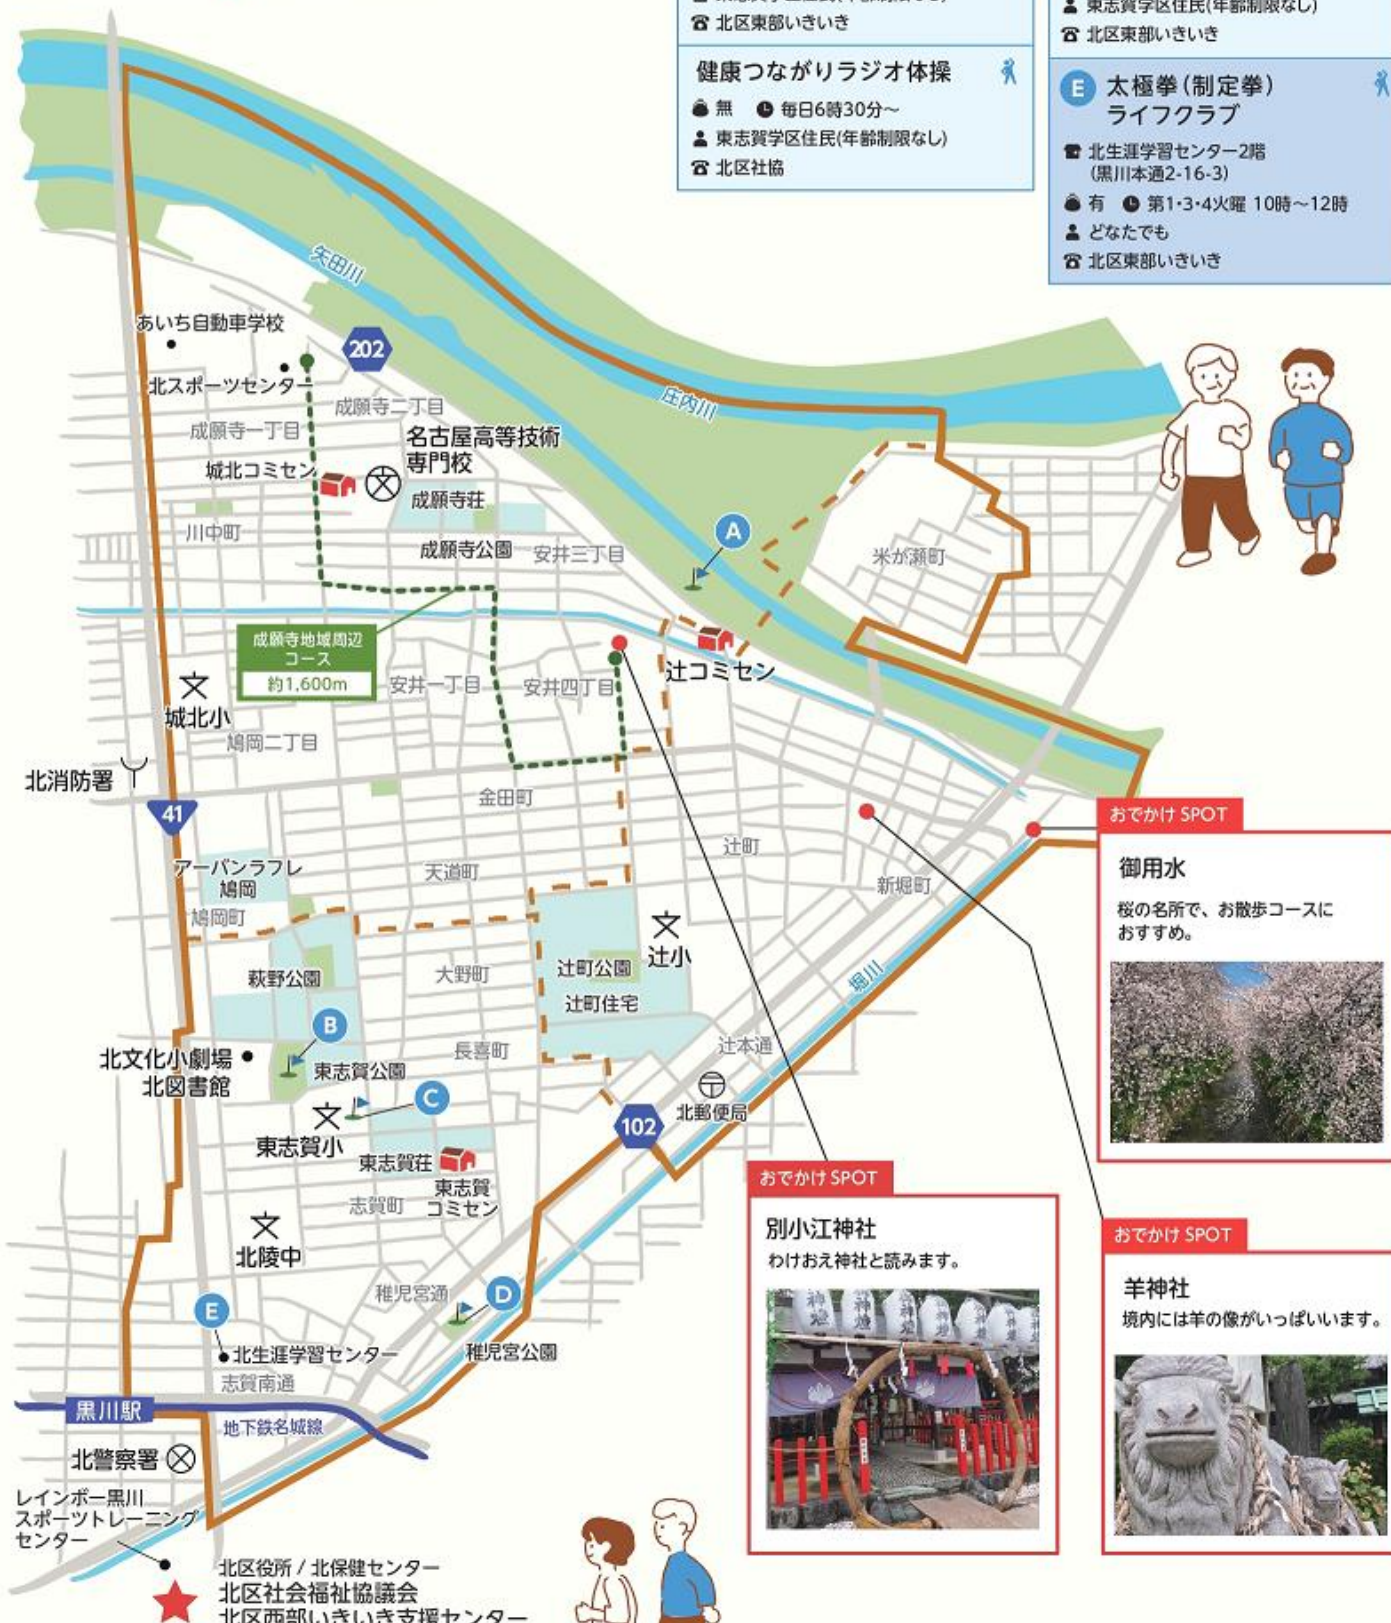 北区東部いきいき
健康つながりラジオ体操
無 毎日6時30分～
東志賀学区住民(年齢制限なし)
北区社協
東志賀学区住民(年齢制限なし)
北区東部いきいき
E 太極拳(制定拳)
ライフクラブ
北生涯学習センター2階
(黒川本通2-16-3)
有 第1・3・4火曜 10時～12時
どなたでも
北区東部いきいき
矢田川
あいち自動車学校
202
北スポーツセンター
庄内川
成願寺二丁目
成願寺一丁目
名古屋高等技術
専門校
城北コミセン
成願寺荘
A
川中町
成願寺公園
安井三丁目
米が瀬町
成願寺地域周辺
コース
約1,600m
辻コミセン
安井一丁目
安井四丁目
城北小
鳩岡二丁目
北消防署
金田町
41
おでかけ SPOT
御用水
桜の名所で、お散歩コースに
おすすめ。
辻町
アーバンラフレ
鳩岡
天道町
新堀町
鳩岡町
辻小
萩野公園
大野町
辻町公園
堀川
辻町住宅
B
北文化小劇場
北図書館
長喜町
辻本通
東志賀公園
C
北郵便局
東志賀小
102
東志賀荘
東志賀
コミセン
志賀町
おでかけ SPOT
別小江神社
わけおえ神社と読みます。
神燈
おでかけ SPOT
羊神社
境内には羊の像がいっぱいいます。
北陵中
稚児宮通
D
E
北生涯学習センター
稚児宮公園
志賀南通
黒川駅
地下鉄名城線
北警察署
レインボー黒川
スポーツトレーニング
センター
北区役所 / 北保健センター
北区社会福祉協議会
北区西部いきいき支援センター